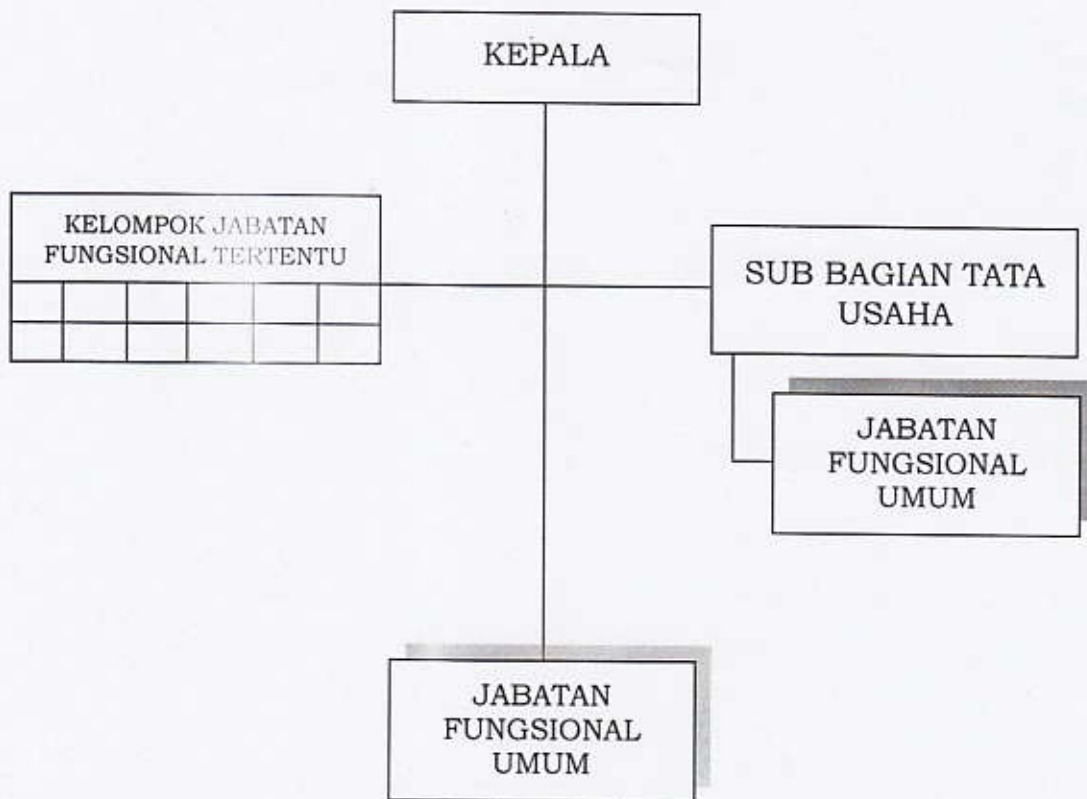 KEPALA
KELOMPOK JABATAN
FUNGSIONAL TERTENTU
SUB BAGIAN TATA
USAHA
JABATAN
FUNGSIONAL
UMUM
JABATAN
FUNGSIONAL
UMUM